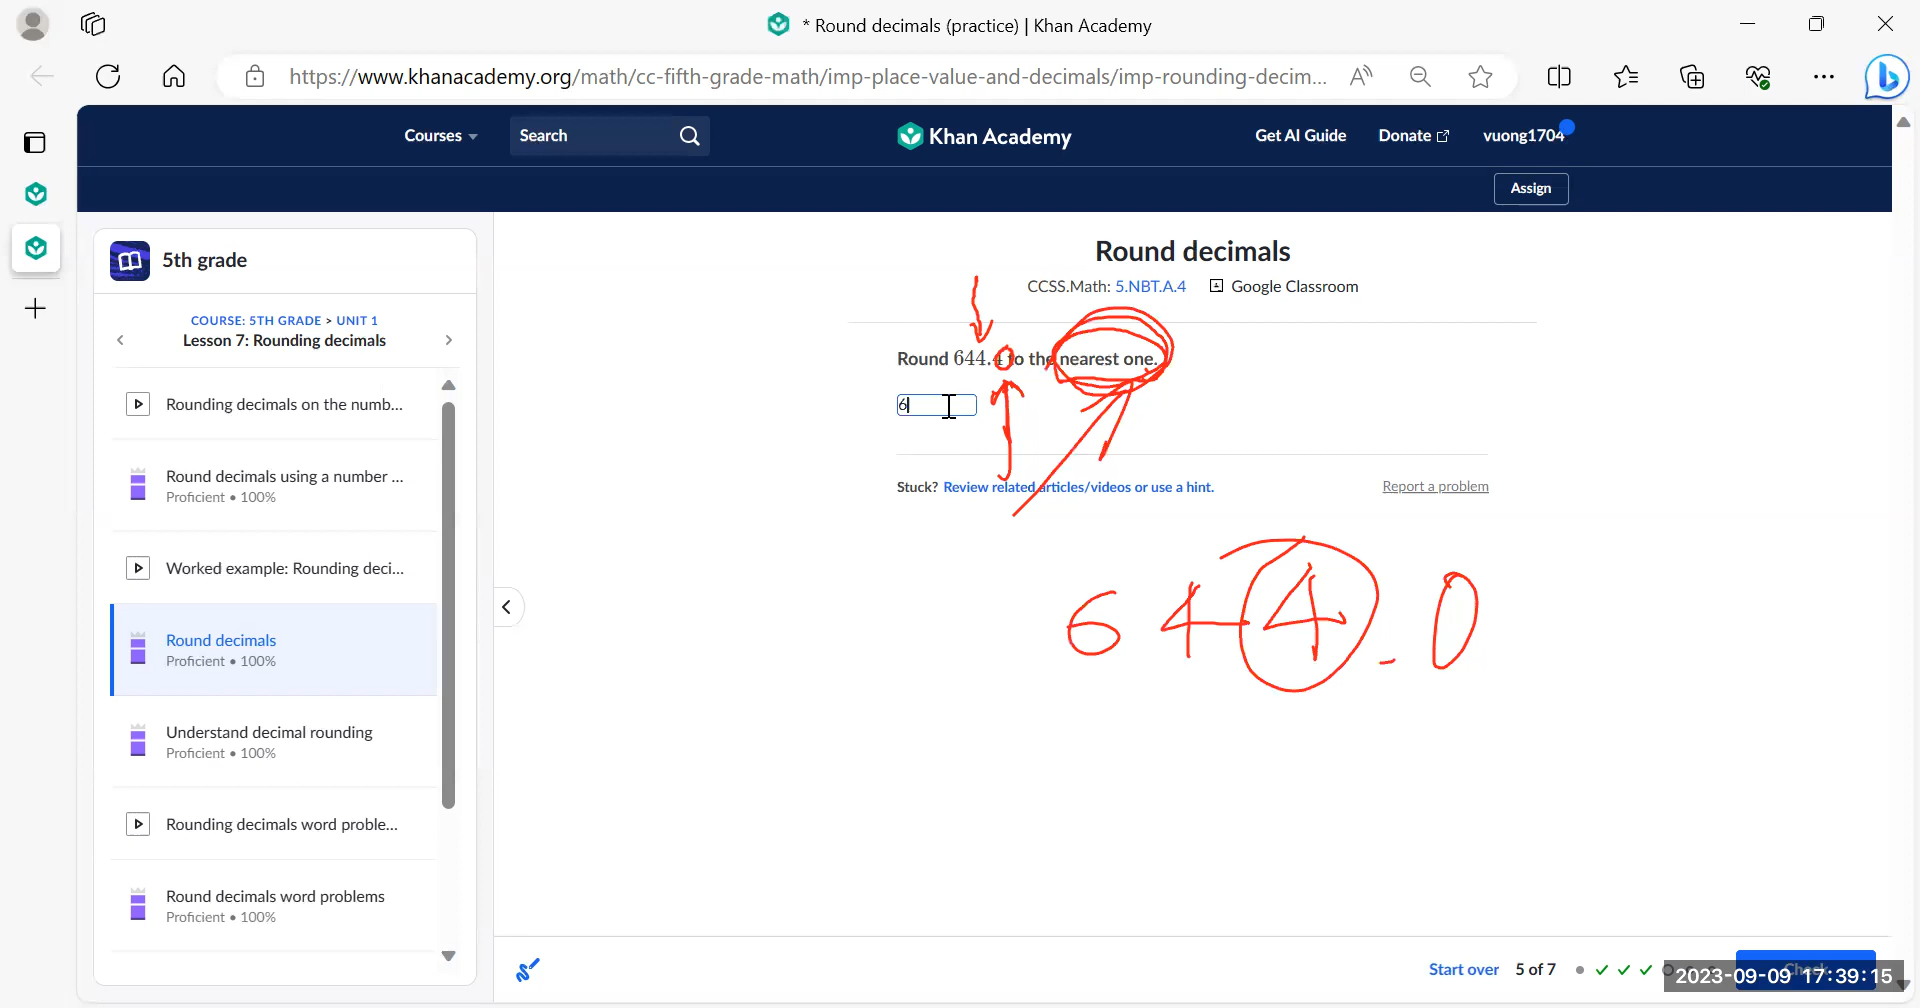 * Round decimals (practice) | Khan Academy
https://www.khanacademy.org/math/cc-fifth-grade-math/imp-place-value-and-decimals/imp-rounding-decim...
Courses
Search
Khan Academy
Get AI Guide
Donate
vuong1704
Assign
5th grade
COURSE: 5TH GRADE > UNIT 1
Lesson 7: Rounding decimals
Rounding decimals on the numb...
Round decimals using a number ...
Proficient • 100%
Worked example: Rounding deci...
Round decimals
Proficient • 100%
Understand decimal rounding
Proficient • 100%
Rounding decimals word proble...
Round decimals word problems
Proficient • 100%
Round decimals
CCSS.Math: 5.NBT.A.4
Google Classroom
Round 644.4 to the nearest one.
0
6
Stuck? Review related articles/videos or use a hint.
Report a problem
6 4 4 . 0
Start over
5 of 7
Check
2023-09-09 17:39:15